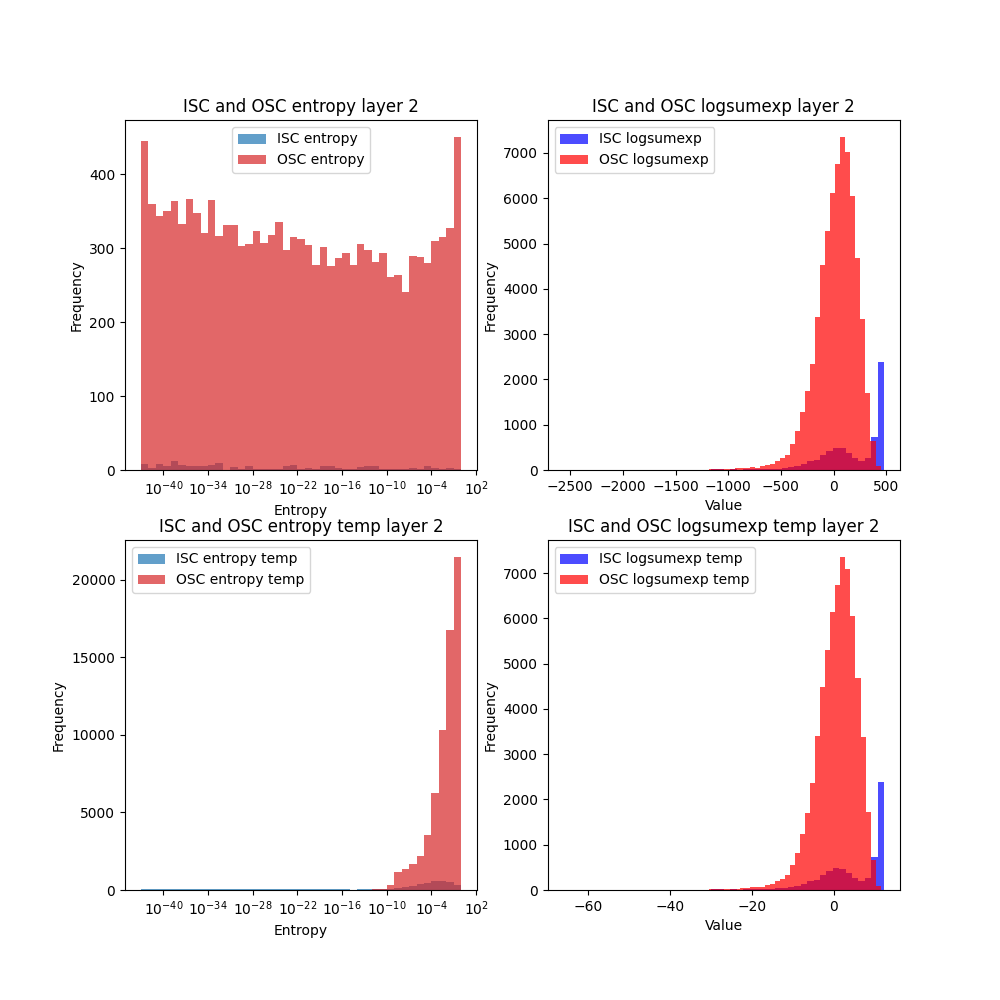 ISC and OSC entropy layer 2
ISC entropy
OSC entropy
400
300
200
100
0
Frequency
10^-40 10^-34 10^-28 10^-22 10^-16 10^-10 10^-4 10^2
Entropy
ISC and OSC logsumexp layer 2
ISC logsumexp
OSC logsumexp
7000
6000
5000
4000
3000
2000
1000
0
Frequency
−2500 −2000 −1500 −1000 −500 0 500
Value
ISC and OSC entropy temp layer 2
ISC entropy temp
OSC entropy temp
20000
15000
10000
5000
0
Frequency
10^-40 10^-34 10^-28 10^-22 10^-16 10^-10 10^-4 10^2
Entropy
ISC and OSC logsumexp temp layer 2
ISC logsumexp temp
OSC logsumexp temp
7000
6000
5000
4000
3000
2000
1000
0
Frequency
−60 −40 −20 0
Value